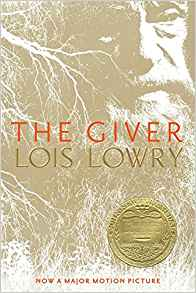 THE GIVER
LOIS LOWRY
NOW A MAJOR MOTION PICTURE